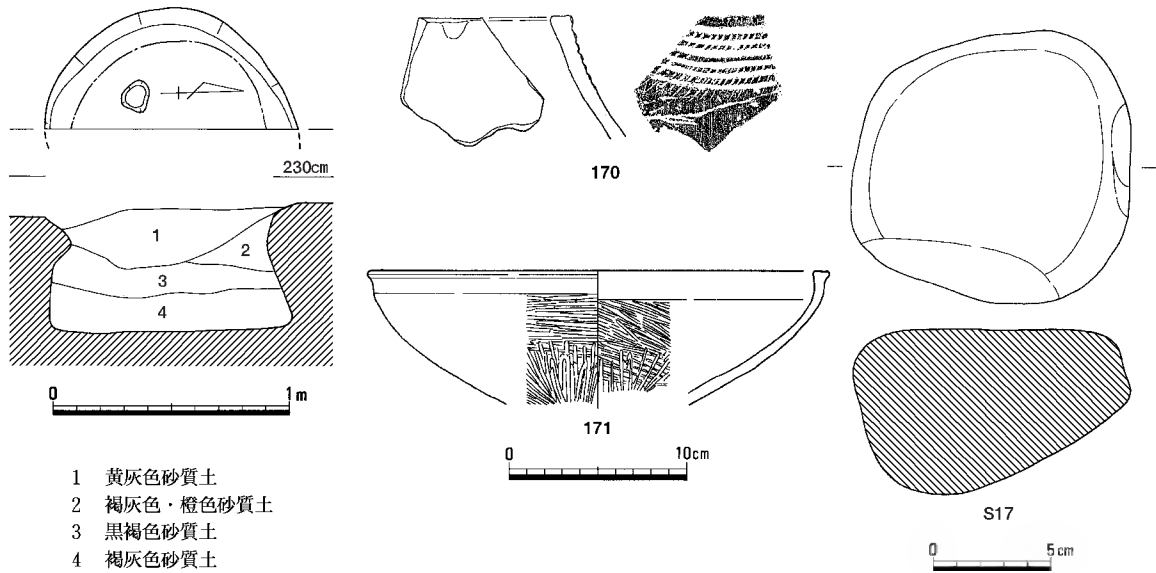 230cm
1
2
3
4
0 1m
1 黄灰色砂質土
2 褐灰色・橙色砂質土
3 黒褐色砂質土
4 褐灰色砂質土
170
171
0 10cm
S17
0 5cm